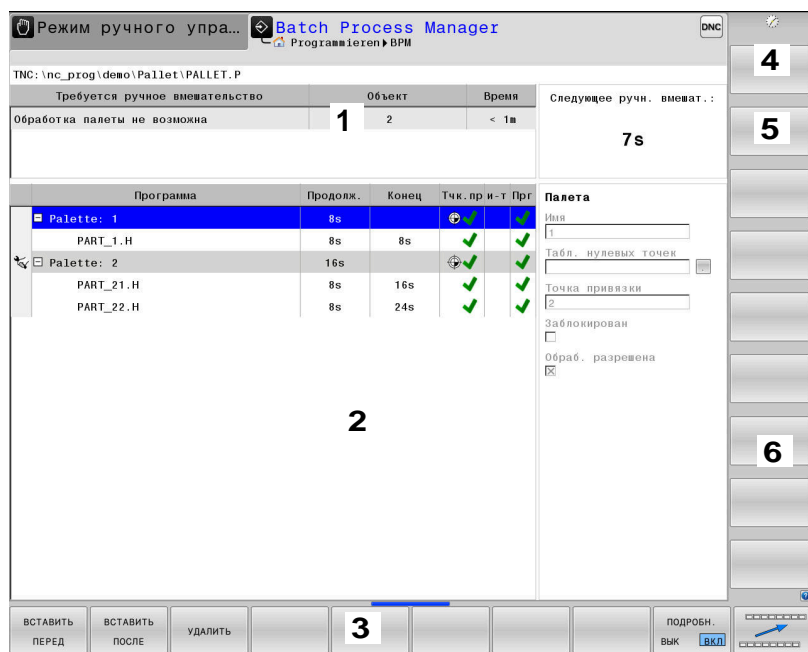 Режим ручного упра... Batch Process Manager DNC
Programmieren BPM
4
TNC:\nc_prog\demo\Pallet\PALLET.P
Требуется ручное вмешательство Объект Время
Следующее ручн. вмешат.:
Обработка палеты не возможна 1 2 < 1m
7s
5
Программа Продолж. Конец Тчк.пр и-т Прг
Палета
Palette: 1 8s
Имя
1
PART_1.H 8s 8s
Табл. нулевых точек
Palette: 2 16s
PART_21.H 8s 16s
Точка привязки
2
PART_22.H 8s 24s
Заблокирован
Обраб. разрешена
2
6
ВСТАВИТЬ
ПЕРЕД
ВСТАВИТЬ
ПОСЛЕ
УДАЛИТЬ
3
ПОДРОБН.
ВЫК ВКЛ